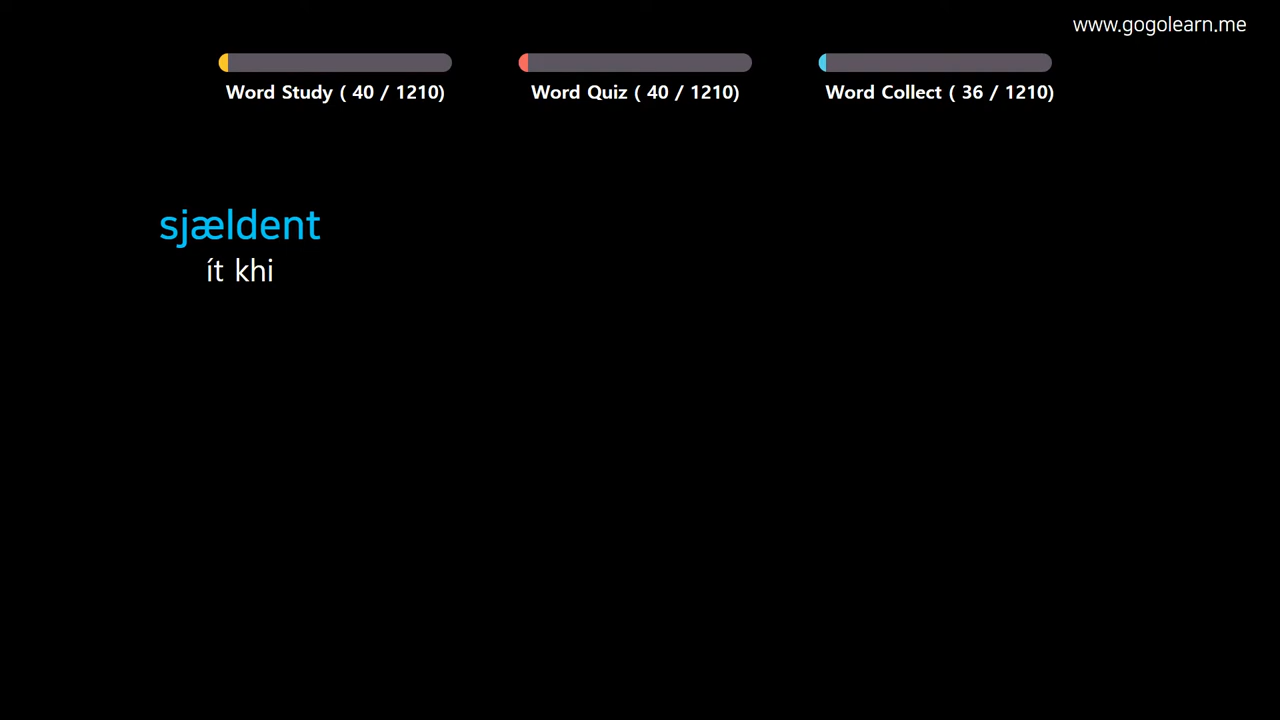 www.gogolearn.me
Word Study ( 40 / 1210)
Word Quiz ( 40 / 1210)
Word Collect ( 36 / 1210)
sjældent
ít khi